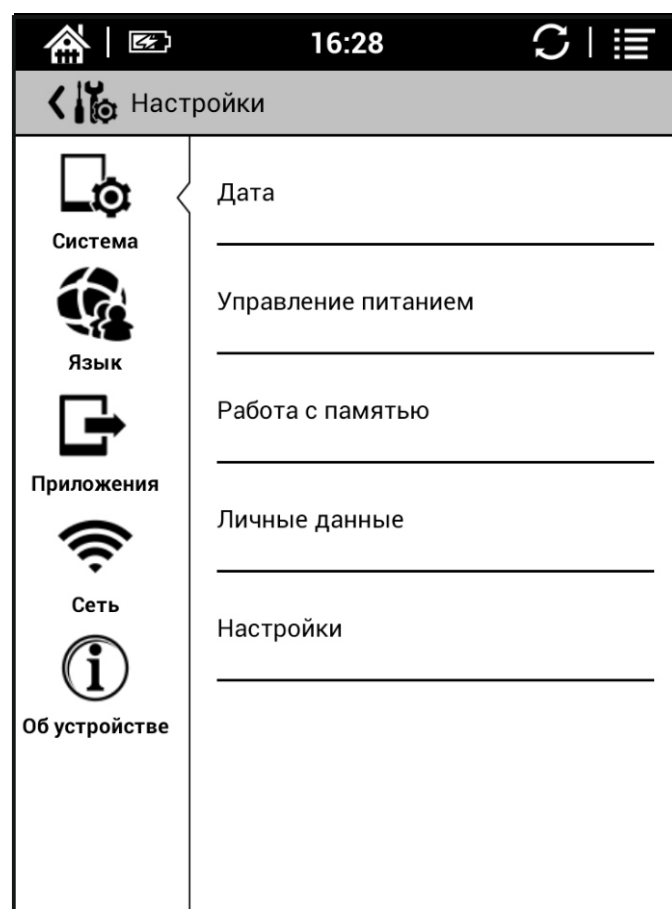 16:28
Настройки
Система
Язык
Приложения
Сеть
Об устройстве
Дата
Управление питанием
Работа с памятью
Личные данные
Настройки